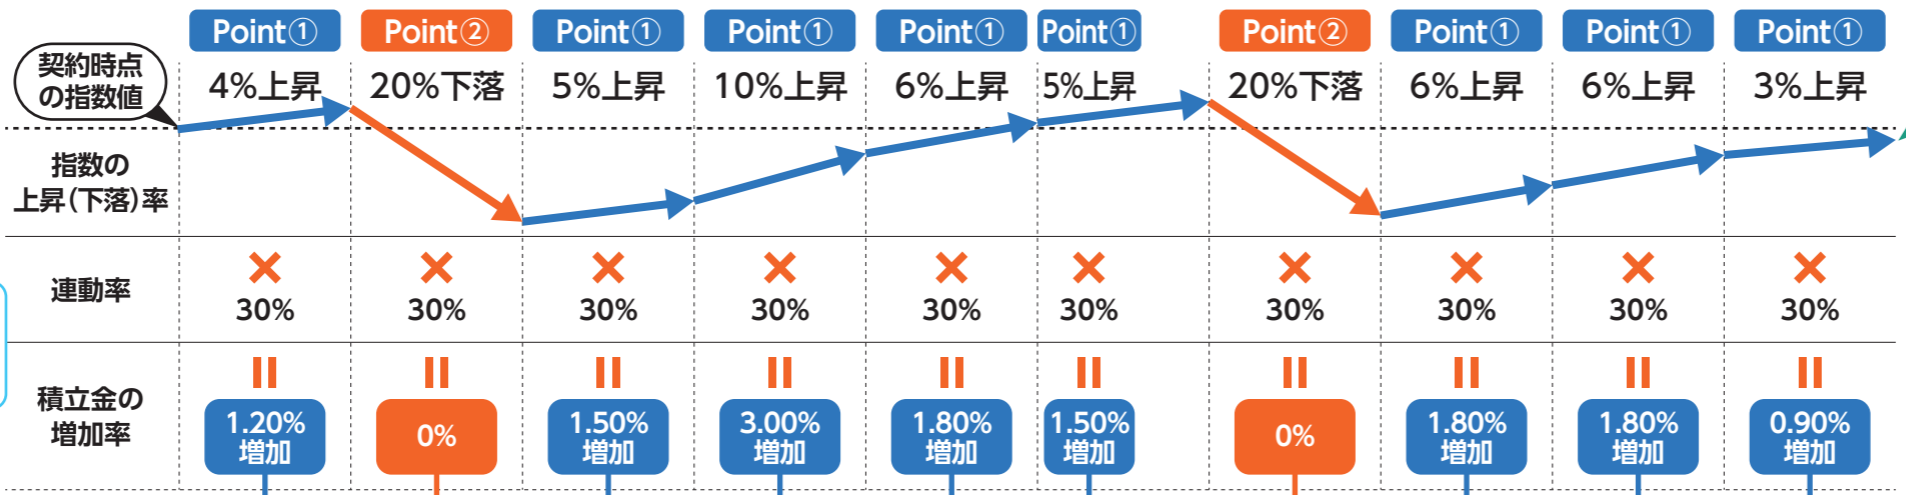 Point① Point② Point① Point① Point① Point① Point② Point① Point① Point①
契約時点
の指数値
4%上昇 20%下落 5%上昇 10%上昇 6%上昇 5%上昇 20%下落 6%上昇 6%上昇 3%上昇
指数の
上昇(下落)率
連動率
× × × × × × × × × ×
30% 30% 30% 30% 30% 30% 30% 30% 30% 30%
積立金の
増加率
1.20%
増加
0%
1.50%
増加
3.00%
増加
1.80%
増加
1.50%
増加
0%
1.80%
増加
1.80%
増加
0.90%
増加